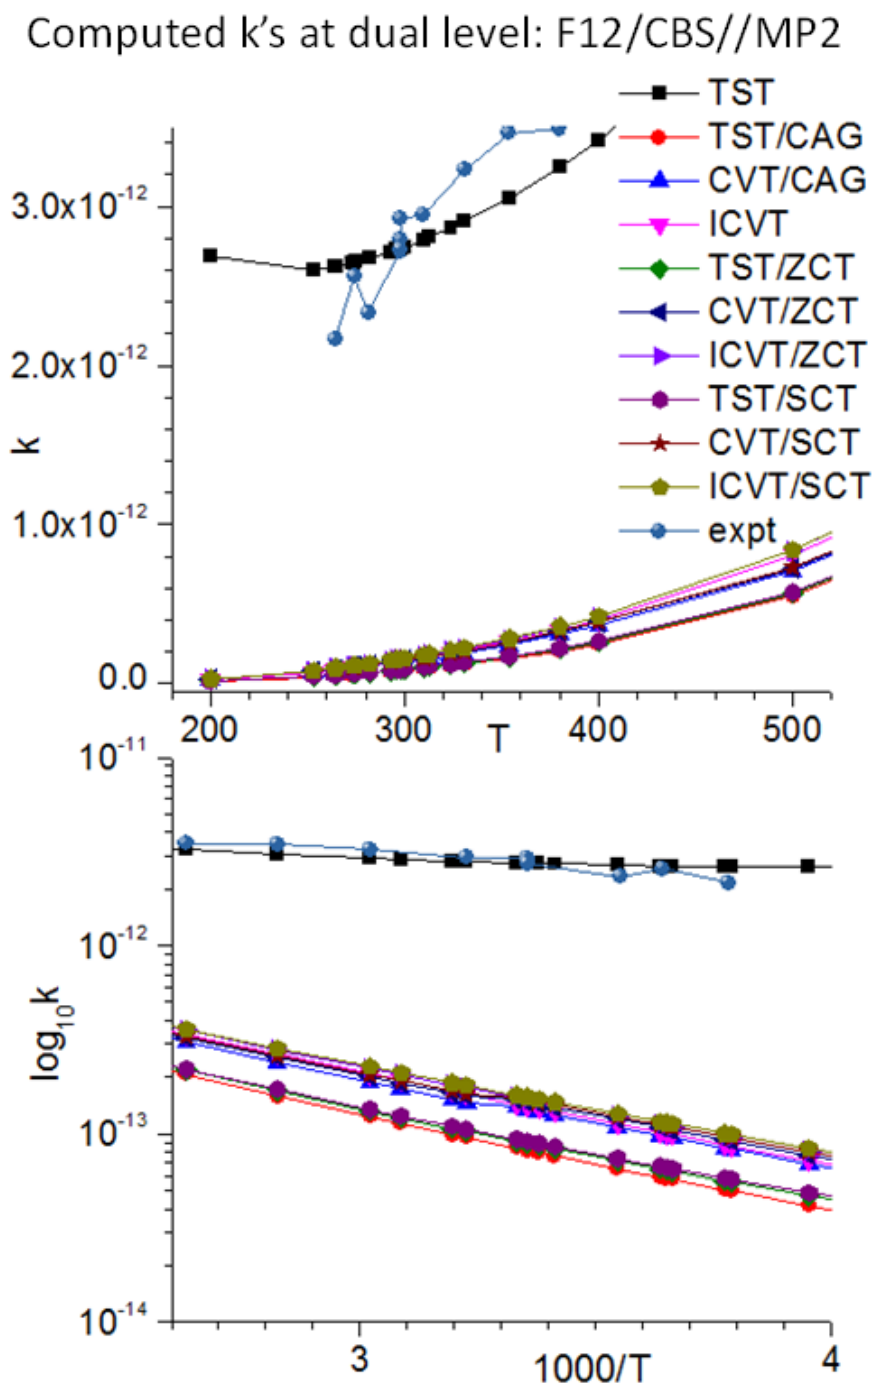 Computed k’s at dual level: F12/CBS//MP2
TST
TST/CAG
CVT/CAG
ICVT
TST/ZCT
CVT/ZCT
ICVT/ZCT
TST/SCT
CVT/SCT
ICVT/SCT
expt
3.0x10⁻¹²
2.0x10⁻¹²
1.0x10⁻¹²
0.0
k
200
300
400
500
T
10⁻¹¹
10⁻¹²
10⁻¹³
10⁻¹⁴
log₁₀k
3
4
1000/T